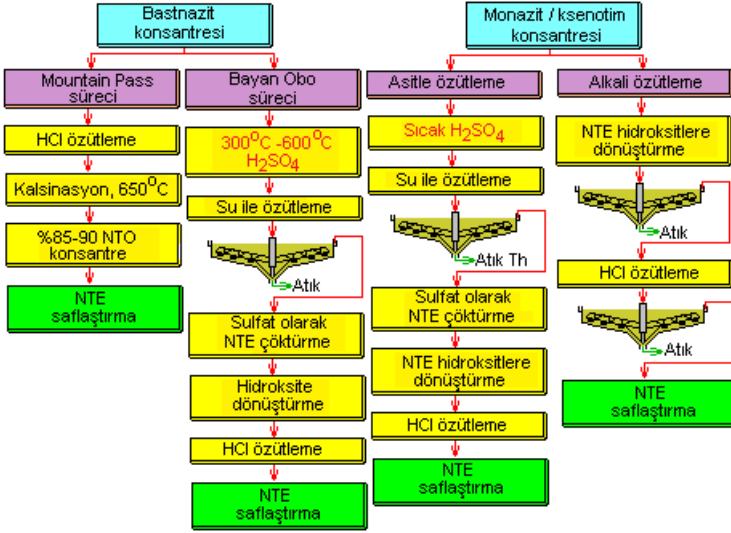 Bastnazit
konsantresi
Monazit / ksenotim
konsantresi
Mountain Pass
süreci
HCl özütleme
Kalsinasyon, 650⁰C
%85-90 NTO
konsantre
NTE
saflaştırma
Bayan Obo
süreci
300⁰C -600⁰C
H₂SO₄
Su ile özütleme
Atık
Sulfat olarak
NTE çöktürme
Hidroksite
dönüştürme
HCl özütleme
NTE
saflaştırma
Asitle özütleme
Sıcak H₂SO₄
Su ile özütleme
Atık Th
Sulfat olarak
NTE çöktürme
NTE hidroksitlere
dönüştürme
HCl özütleme
NTE
saflaştırma
Alkali özütleme
NTE hidroksitlere
dönüştürme
Atık
HCl özütleme
Atık
NTE
saflaştırma